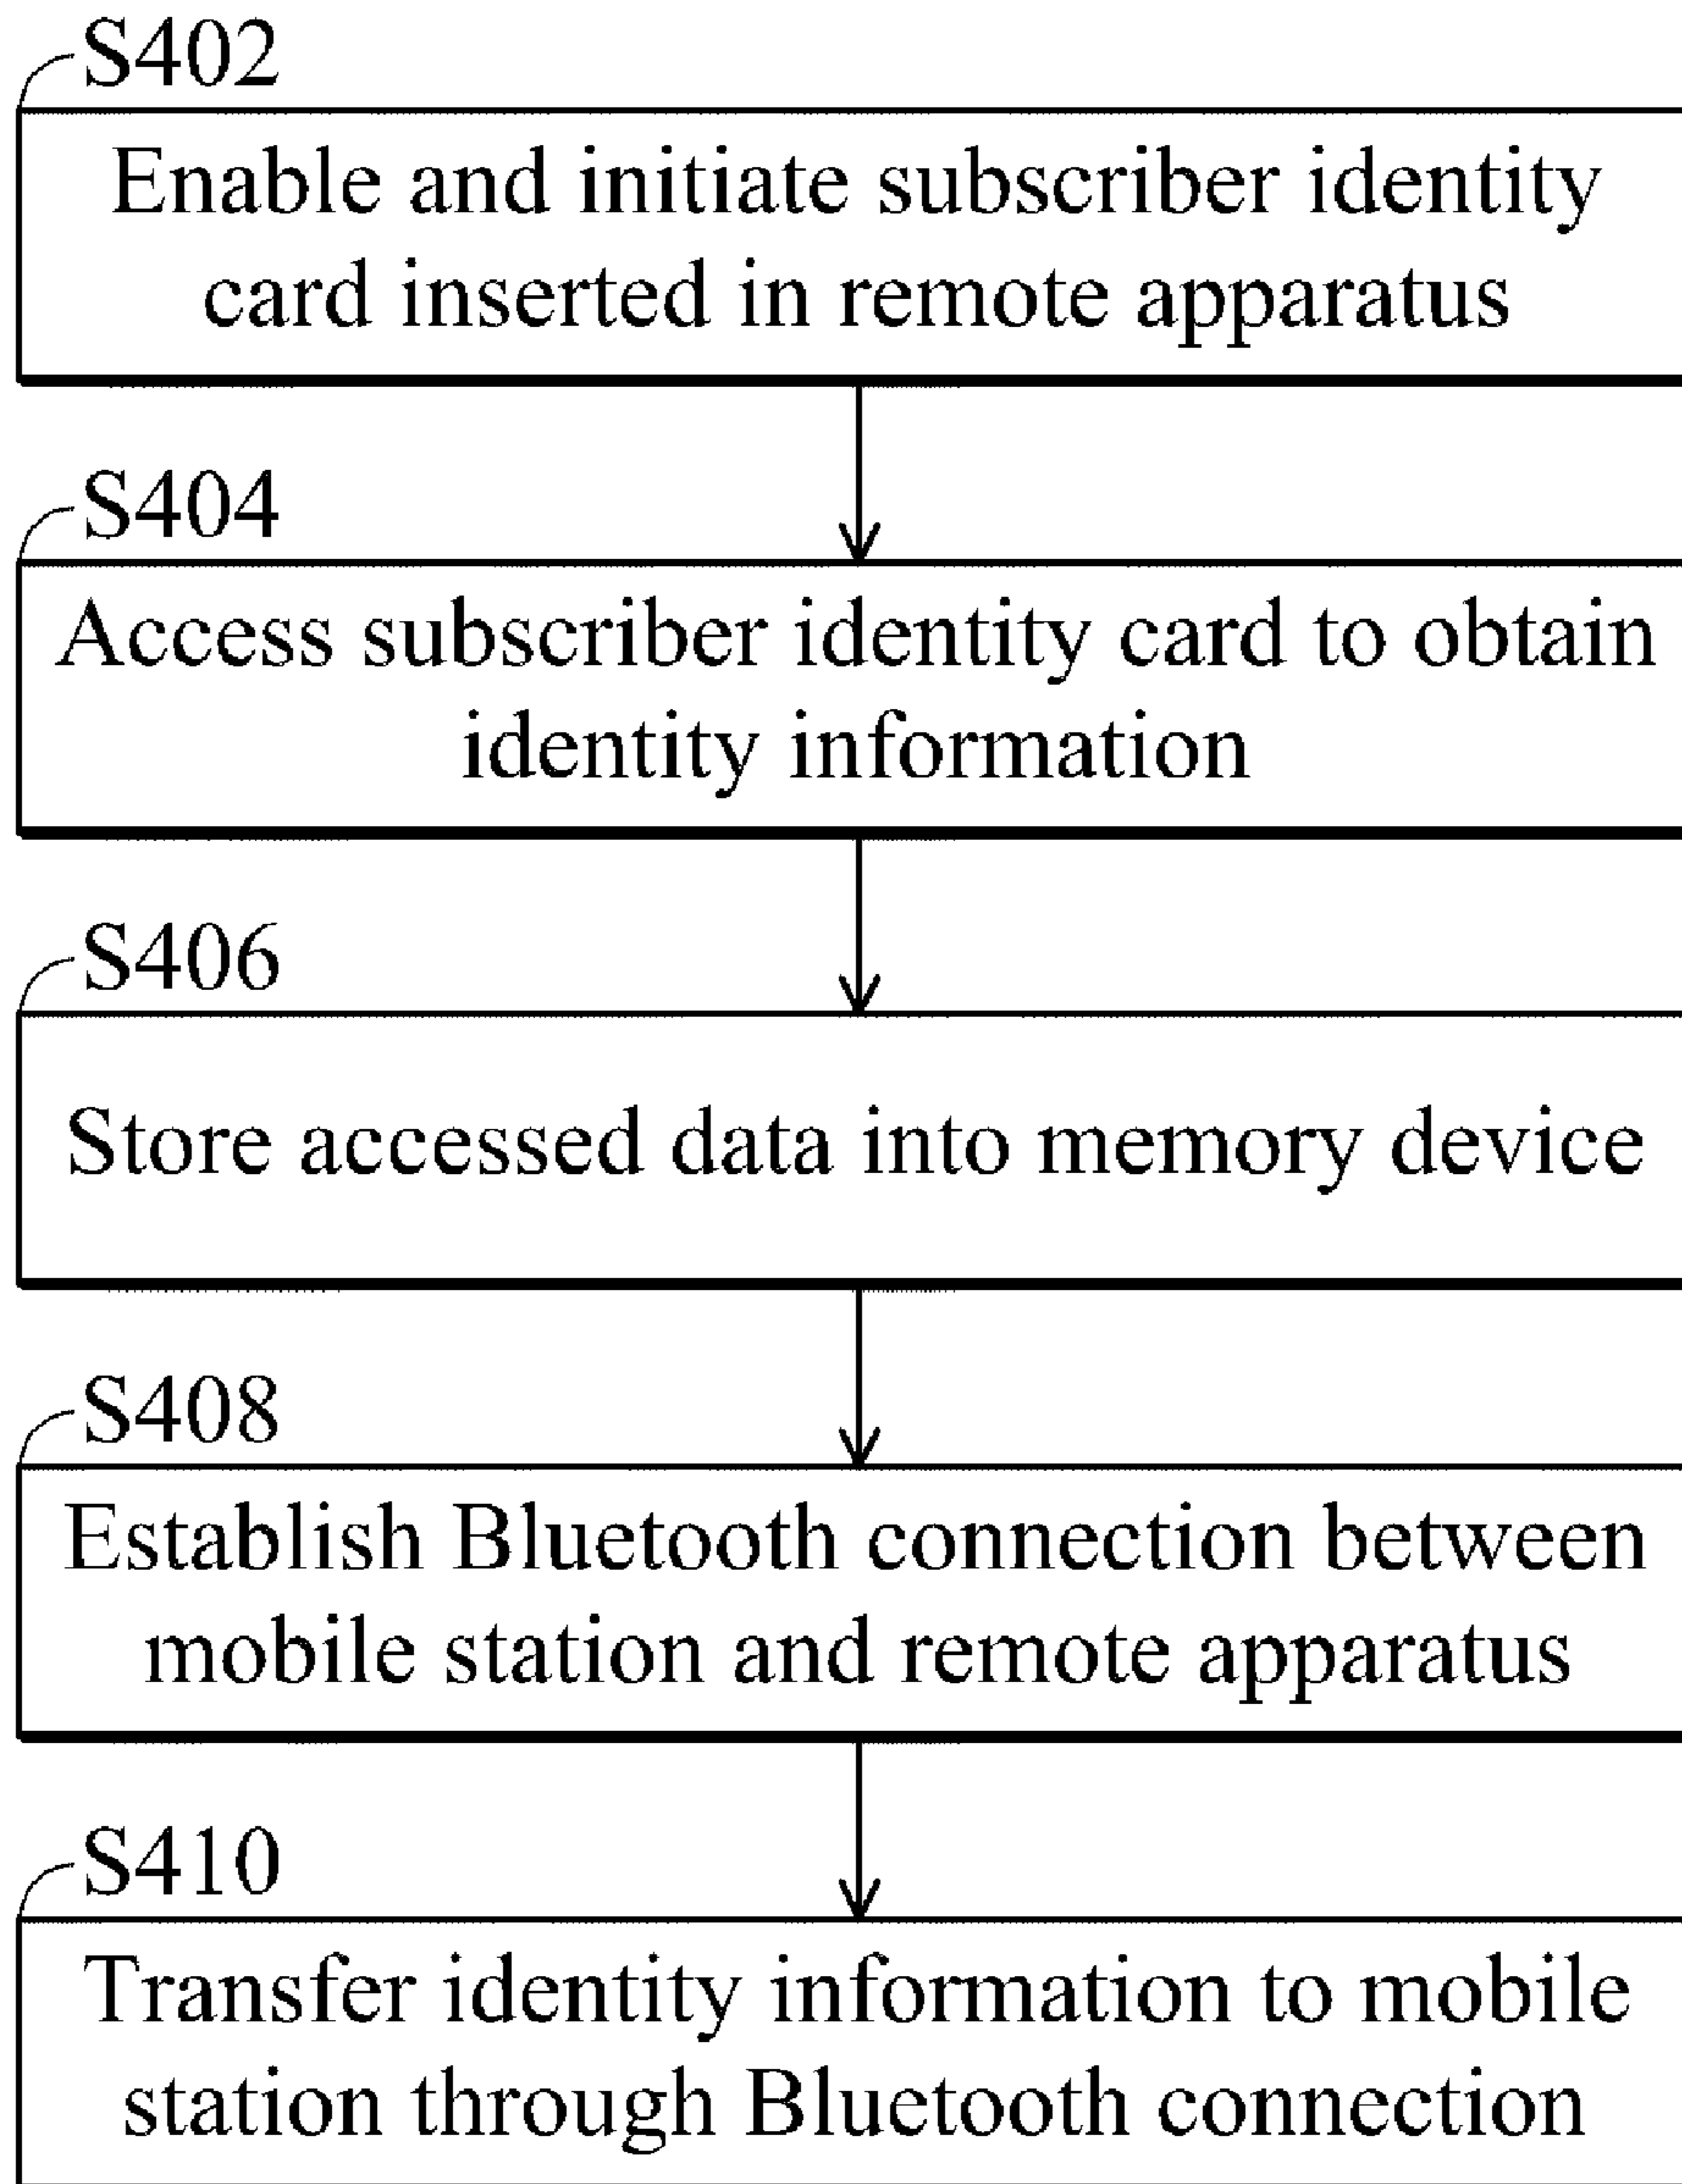 S402
Enable and initiate subscriber identity
card inserted in remote apparatus
S404
Access subscriber identity card to obtain
identity information
S406
Store accessed data into memory device
S408
Establish Bluetooth connection between
mobile station and remote apparatus
S410
Transfer identity information to mobile
station through Bluetooth connection